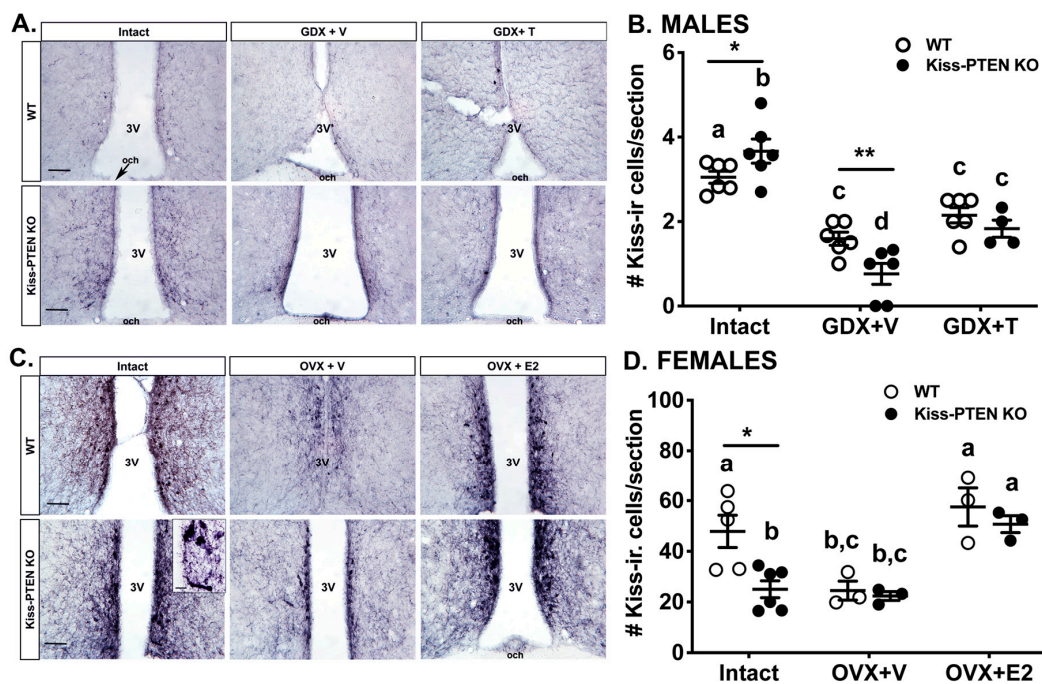 A.
Intact
GDX + V
GDX+ T
WT
3V
och
3V
och
3V
och
Kiss-PTEN KO
3V
och
3V
och
3V
och
B. MALES
# Kiss-ir cells/section
6
4
2
0
WT
Kiss-PTEN KO
*
a
b
**
c
d
c
c
Intact
GDX+V
GDX+T
C.
Intact
OVX + V
OVX + E2
WT
3V
3V
3V
Kiss-PTEN KO
3V
3V
3V
och
D. FEMALES
# Kiss-ir. cells/section
100
80
60
40
20
0
WT
Kiss-PTEN KO
*
a
b
b,c
b,c
a
a
Intact
OVX+V
OVX+E2